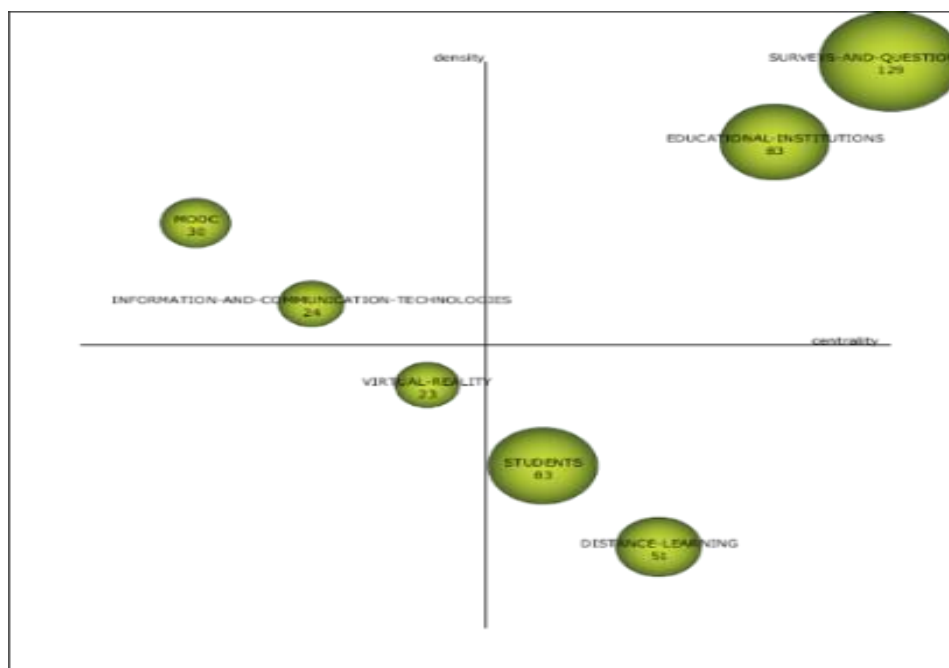 density
SURVEYS-AND-QUESTION
129
EDUCATIONAL-INSTITUTIONS
83
MOOC
30
INFORMATION-AND-COMMUNICATION-TECHNOLOGIES
24
centrality
VIRTUAL-REALITY
23
STUDENTS
83
DISTANCE-LEARNING
51